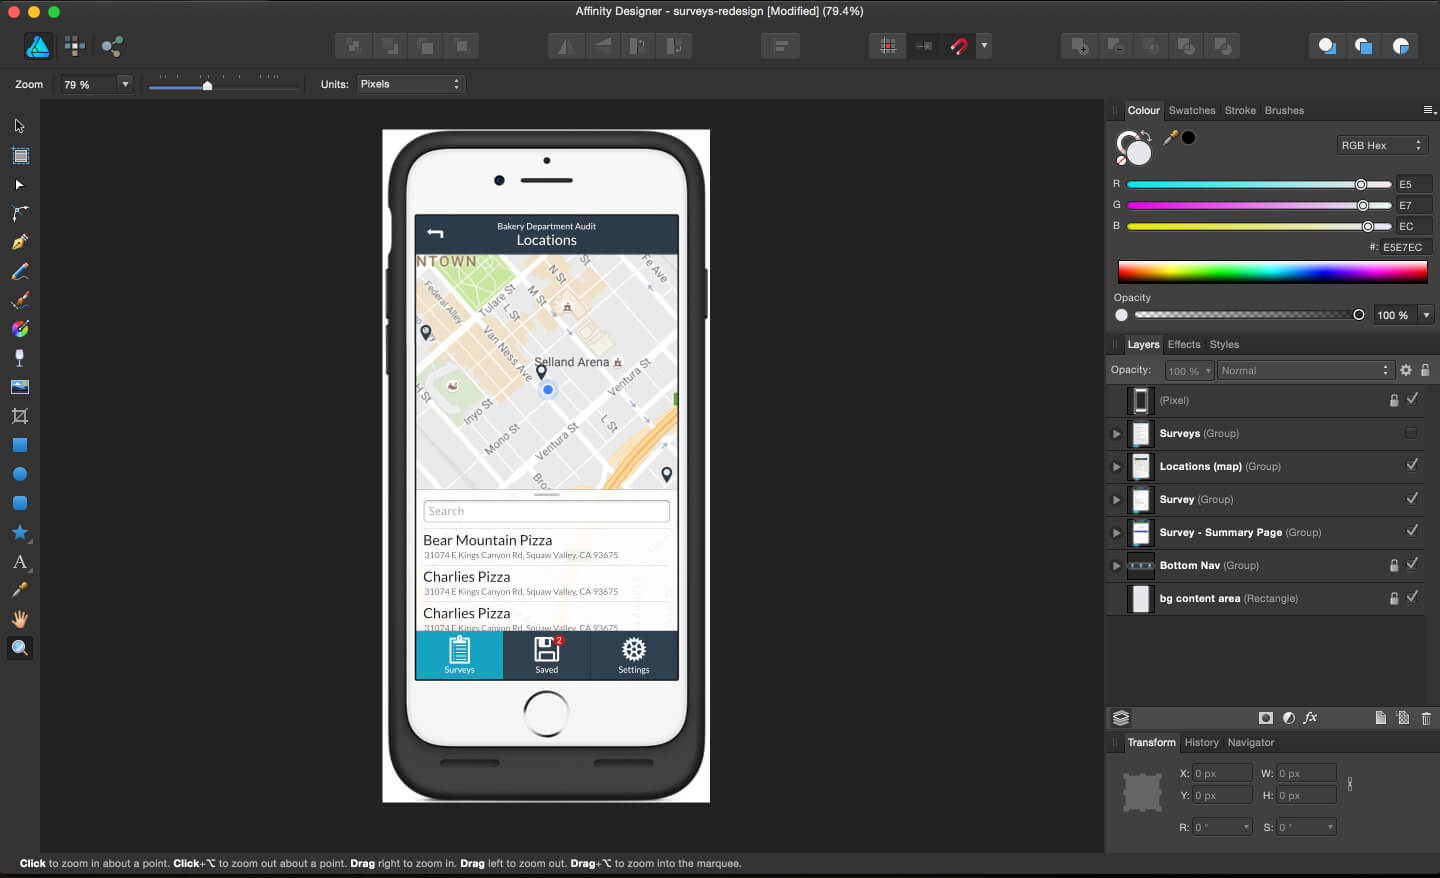 Affinity Designer - surveys-redesign [Modified] (79.4%)
Zoom 79 % Units: Pixels
Colour Swatches Stroke Brushes
RGB Hex
R E5
G E7
B EC
#: E5E7EC
Opacity
100 %
Layers Effects Styles
Opacity: 100 % Normal
(Pixel)
Surveys (Group)
Locations (map) (Group)
Survey (Group)
Survey - Summary Page (Group)
Bottom Nav (Group)
bg content area (Rectangle)
fx
Transform History Navigator
X: 0 px W: 0 px
Y: 0 px H: 0 px
R: 0 ° S: 0 °
Bakery Department Audit
Locations
NTOWN
N St
Fe Ave
Federal Alley
Tulare St
M St
L St
Van Ness Ave
Selland Arena
Ventura St
H St
Inyo St
Mono St
Ventura St
L St
Search
Bear Mountain Pizza
31074 E Kings Canyon Rd, Squaw Valley, CA 93675
Charlies Pizza
31074 E Kings Canyon Rd, Squaw Valley, CA 93675
Charlies Pizza
31074 E Kings Canyon Rd, Squaw Valley, CA 93675
2
Surveys Saved Settings
A
Click to zoom in about a point. Click+⌥ to zoom out about a point. Drag right to zoom in. Drag left to zoom out. Drag+⌥ to zoom into the marquee.